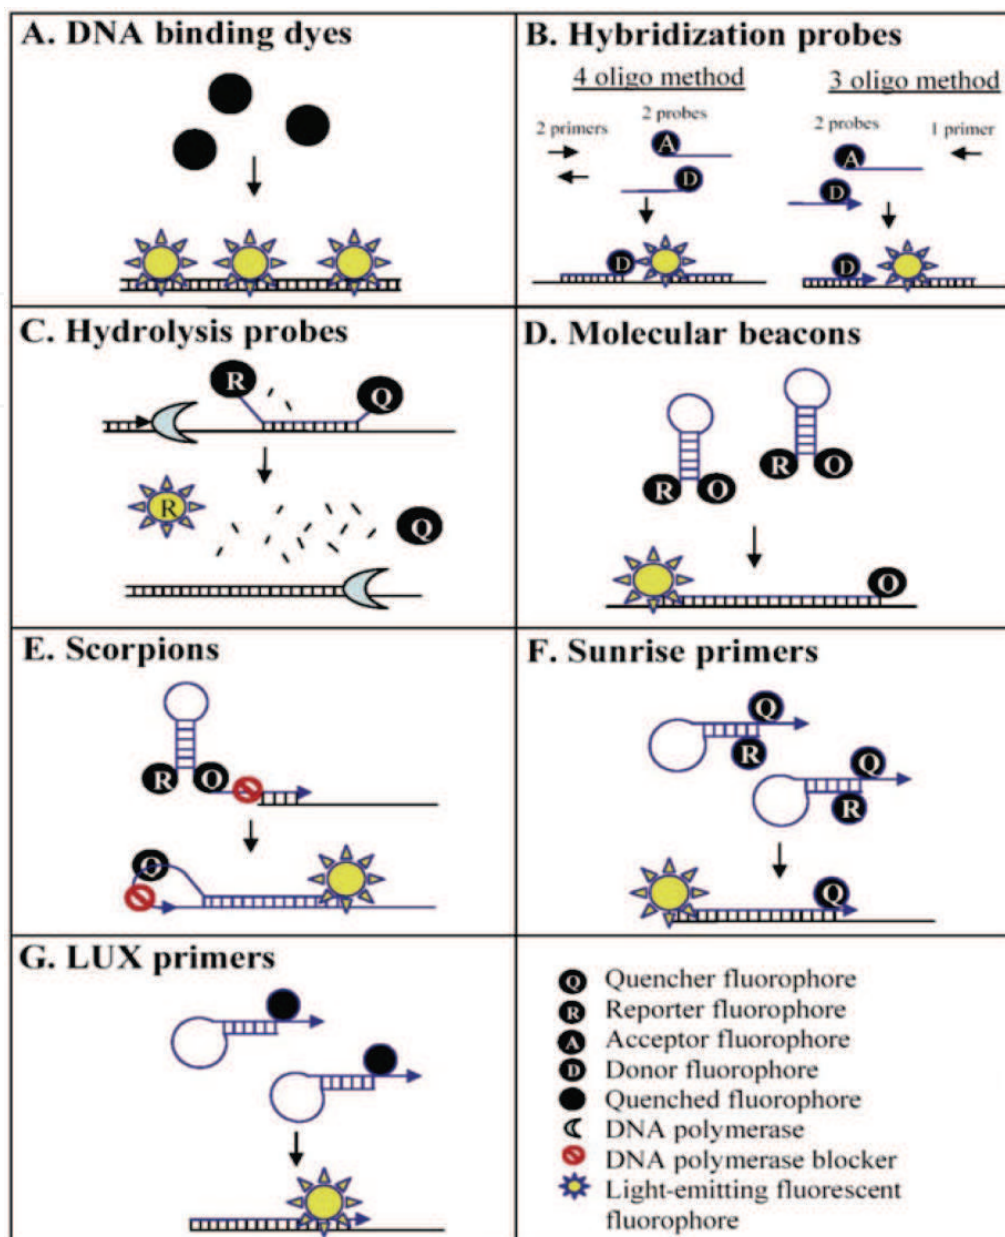 A. DNA binding dyes
B. Hybridization probes
4 oligo method
3 oligo method
2 primers
2 probes
2 probes
1 primer
A
D
A
D
D
D
C. Hydrolysis probes
R
Q
R
Q
D. Molecular beacons
R
Q
R
Q
Q
E. Scorpions
R
Q
Q
F. Sunrise primers
Q
R
Q
R
Q
G. LUX primers
Q Quencher fluorophore
R Reporter fluorophore
A Acceptor fluorophore
D Donor fluorophore
Quenched fluorophore
DNA polymerase
DNA polymerase blocker
Light-emitting fluorescent
fluorophore